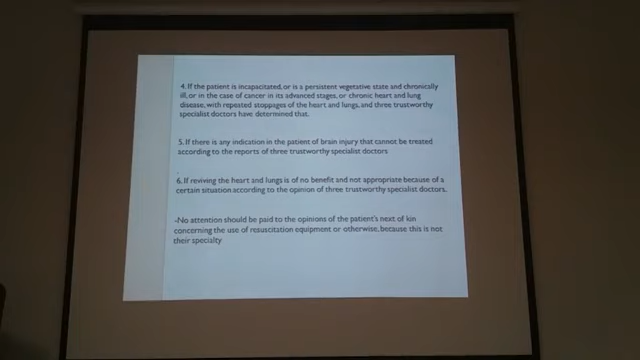 4. If the patient is incapacitated, or is a persistent vegetative state and chronically
ill, or in the case of cancer in its advanced stages, or chronic heart and lung
disease, with repeated stoppages of the heart and lungs, and three trustworthy
specialist doctors have determined that.
5. If there is any indication in the patient of brain injury that cannot be treated
according to the reports of three trustworthy specialist doctors
6. If reviving the heart and lungs is of no benefit and not appropriate because of a
certain situation according to the opinion of three trustworthy specialist doctors.
-No attention should be paid to the opinions of the patient's next of kin
concerning the use of resuscitation equipment or otherwise, because this is not
their specialty